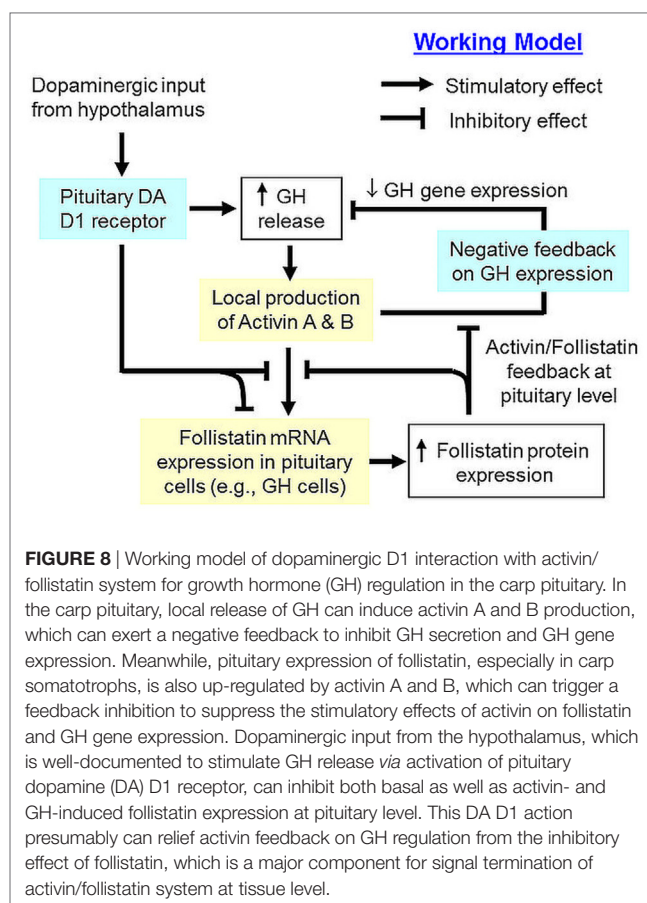 Working Model
Dopaminergic input
from hypothalamus
Stimulatory effect
Inhibitory effect
Pituitary DA
D1 receptor
↑ GH
release
↓ GH gene expression
Negative feedback
on GH expression
Local production
of Activin A & B
Activin/Follistatin
feedback at
pituitary level
Follistatin mRNA
expression in pituitary
cells (e.g., GH cells)
↑ Follistatin protein
expression
FIGURE 8 | Working model of dopaminergic D1 interaction with activin/
follistatin system for growth hormone (GH) regulation in the carp pituitary. In
the carp pituitary, local release of GH can induce activin A and B production,
which can exert a negative feedback to inhibit GH secretion and GH gene
expression. Meanwhile, pituitary expression of follistatin, especially in carp
somatotrophs, is also up-regulated by activin A and B, which can trigger a
feedback inhibition to suppress the stimulatory effects of activin on follistatin
and GH gene expression. Dopaminergic input from the hypothalamus, which
is well-documented to stimulate GH release via activation of pituitary
dopamine (DA) D1 receptor, can inhibit both basal as well as activin- and
GH-induced follistatin expression at pituitary level. This DA D1 action
presumably can relief activin feedback on GH regulation from the inhibitory
effect of follistatin, which is a major component for signal termination of
activin/follistatin system at tissue level.